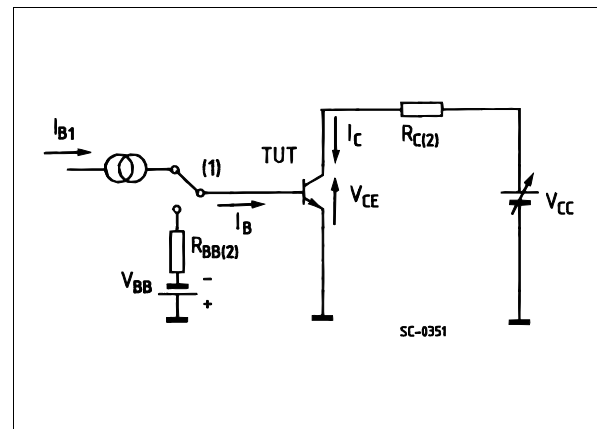 I_B1
(1)
TUT
I_C
R_C(2)
I_B
V_CE
V_CC
R_BB(2)
V_BB
-
+
SC-0351